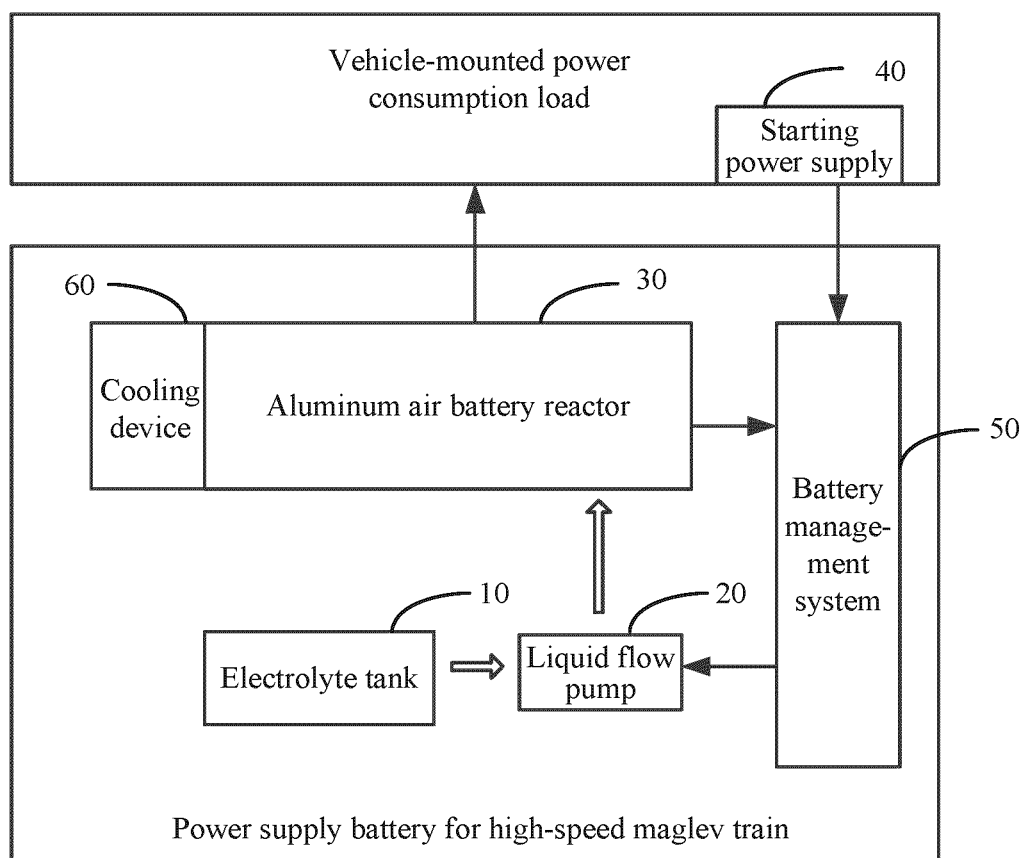 Vehicle-mounted power
consumption load
40
Starting
power supply
60
30
Cooling
device
Aluminum air battery reactor
50
Battery
manage-
ment
system
10
20
Electrolyte tank
Liquid flow
pump
Power supply battery for high-speed maglev train